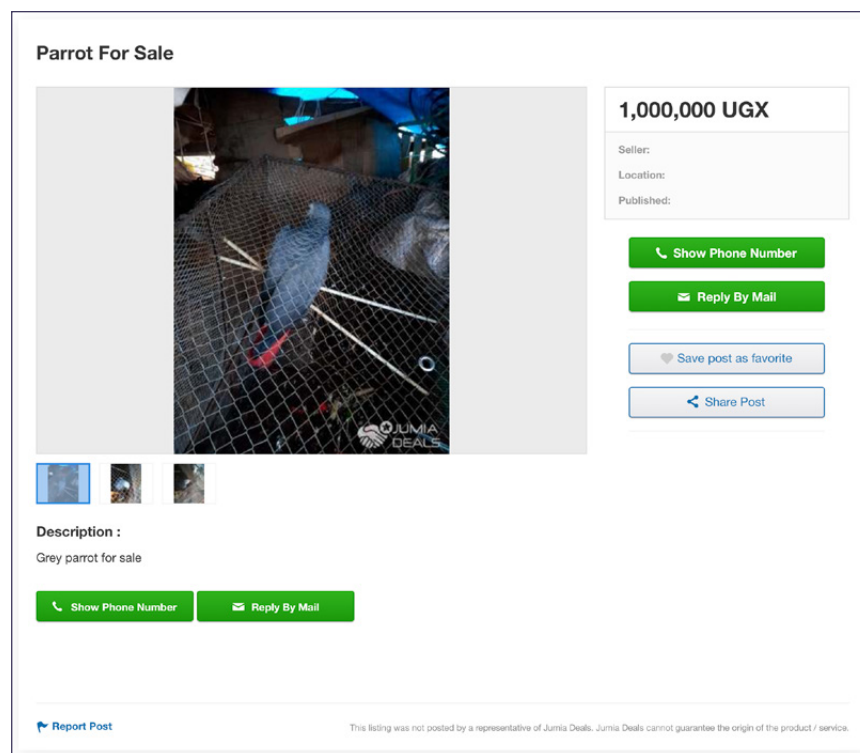 Parrot For Sale
JUMIA
DEALS
1,000,000 UGX
Seller:
Location:
Published:
Show Phone Number
Reply By Mail
Save post as favorite
Share Post
Description :
Grey parrot for sale
Show Phone Number
Reply By Mail
Report Post
This listing was not posted by a representative of Jumia Deals. Jumia Deals cannot guarantee the origin of the product / service.